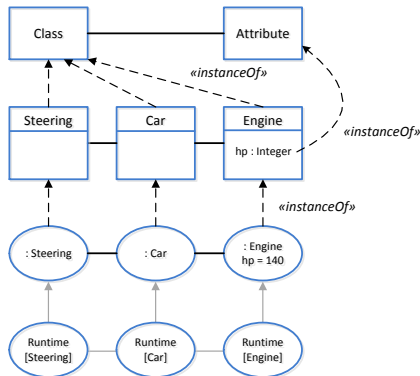 Class
Attribute
«instanceOf»
Steering
Car
Engine
hp : Integer
«instanceOf»
«instanceOf»
: Steering
: Car
: Engine
hp = 140
Runtime
[Steering]
Runtime
[Car]
Runtime
[Engine]